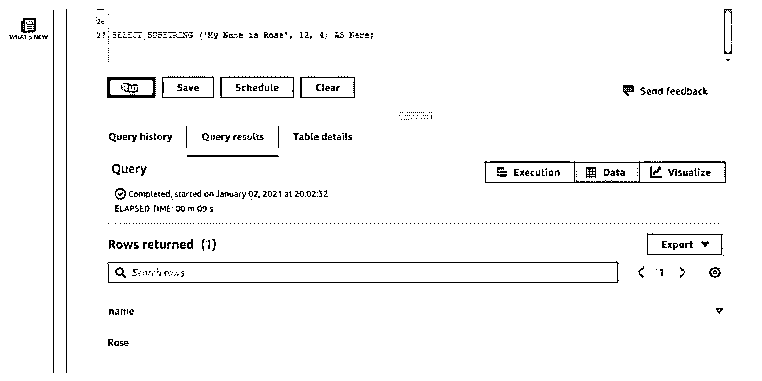 26
WHAT'S NEW
27 SELECT SUBSTRING ('My Name is Rose', 12, 4) AS Name;
Run Save Schedule Clear
Send feedback
Query history Query results Table details
Query
Execution Data Visualize
Completed, started on January 02, 2021 at 20:02:32
ELAPSED TIME: 00 m 09 s
Rows returned (1)
Export
Search rows
1
name
Rose